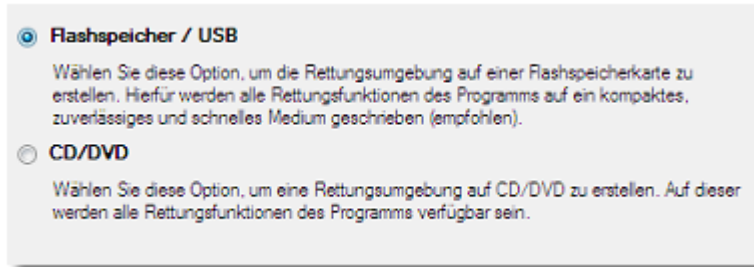 Flashspeicher / USB
Wählen Sie diese Option, um die Rettungsumgebung auf einer Flashspeicherkarte zu
erstellen. Hierfür werden alle Rettungsfunktionen des Programms auf ein kompaktes,
zuverlässiges und schnelles Medium geschrieben (empfohlen).
CD/DVD
Wählen Sie diese Option, um eine Rettungsumgebung auf CD/DVD zu erstellen. Auf dieser
werden alle Rettungsfunktionen des Programms verfügbar sein.